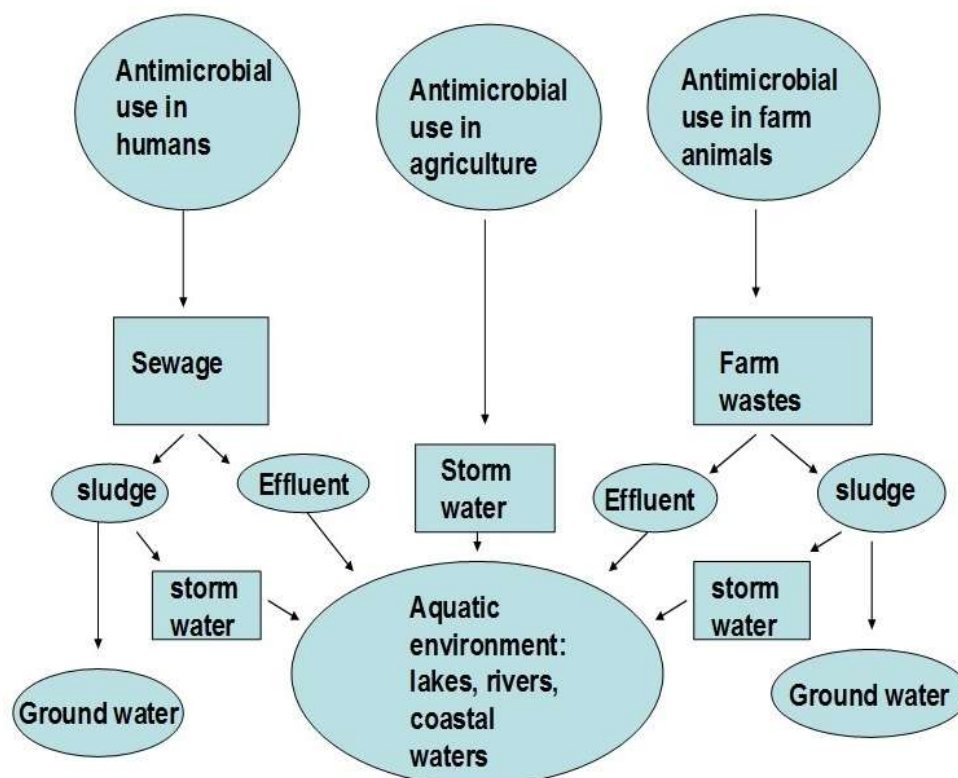 Antimicrobial
use in
humans
Antimicrobial
use in
agriculture
Antimicrobial
use in farm
animals
Sewage
Farm
wastes
sludge
Effluent
Storm
water
Effluent
sludge
storm
water
Aquatic
environment:
lakes, rivers,
coastal
waters
storm
water
Ground water
Ground water